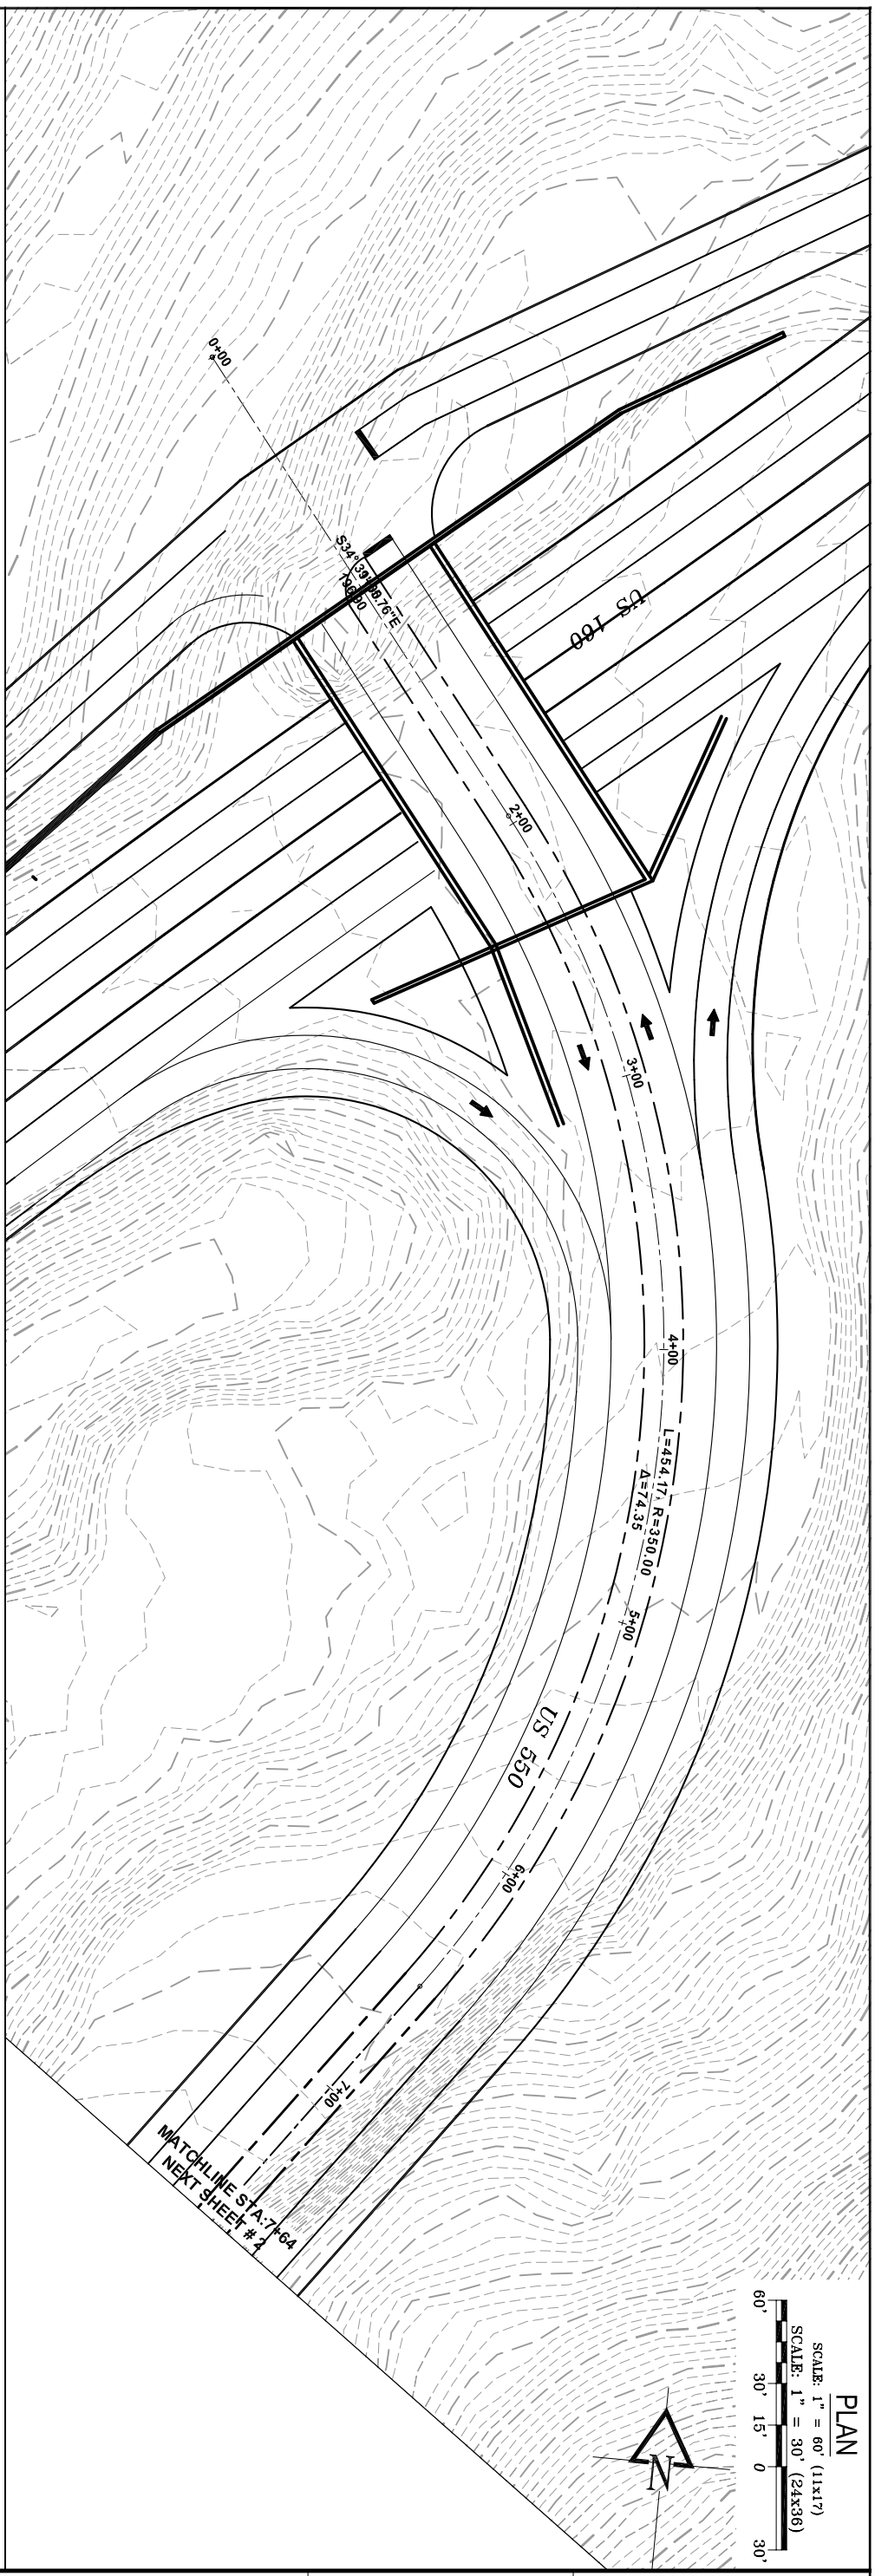 0+00
S34° 39'
196.90
US 160
2+00
3+00
4+00
L=454.17, R=350.00
Δ=74.35
5+00
US 550
6+00
7+00
MATCHLINE STA:7+64
NEXT SHEET # 2
PLAN
SCALE: 1" = 60' (11x17)
SCALE: 1" = 30' (24x36)
60' 30' 15' 0 30'
N